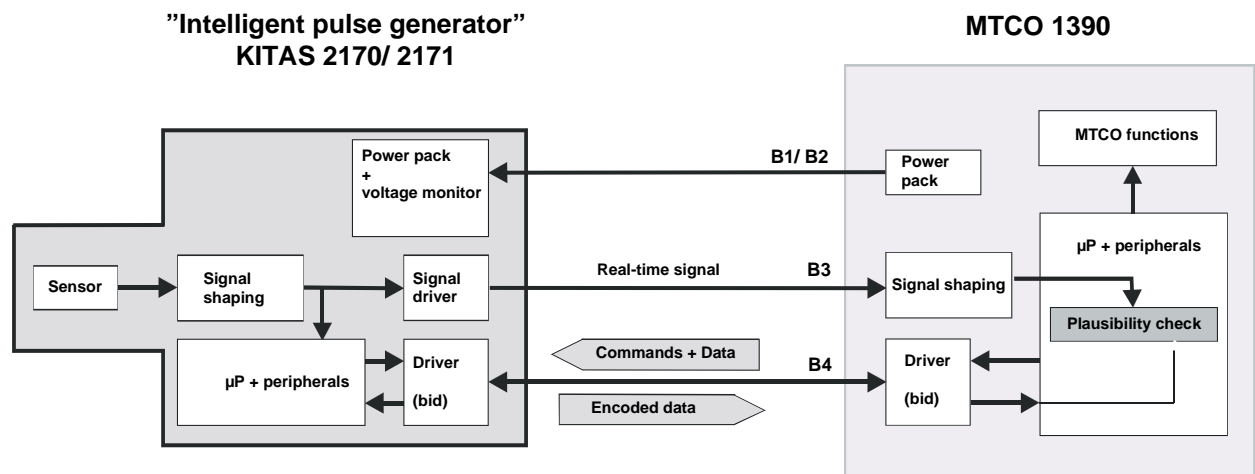 ”Intelligent pulse generator”
KITAS 2170/ 2171
MTCO 1390
Power pack
+
voltage monitor
B1/ B2
Power
pack
MTCO functions
µP + peripherals
Sensor
Signal
shaping
Signal
driver
Real-time signal
B3
Signal shaping
Plausibility check
µP + peripherals
Driver
(bid)
Commands + Data
B4
Encoded data
Driver
(bid)